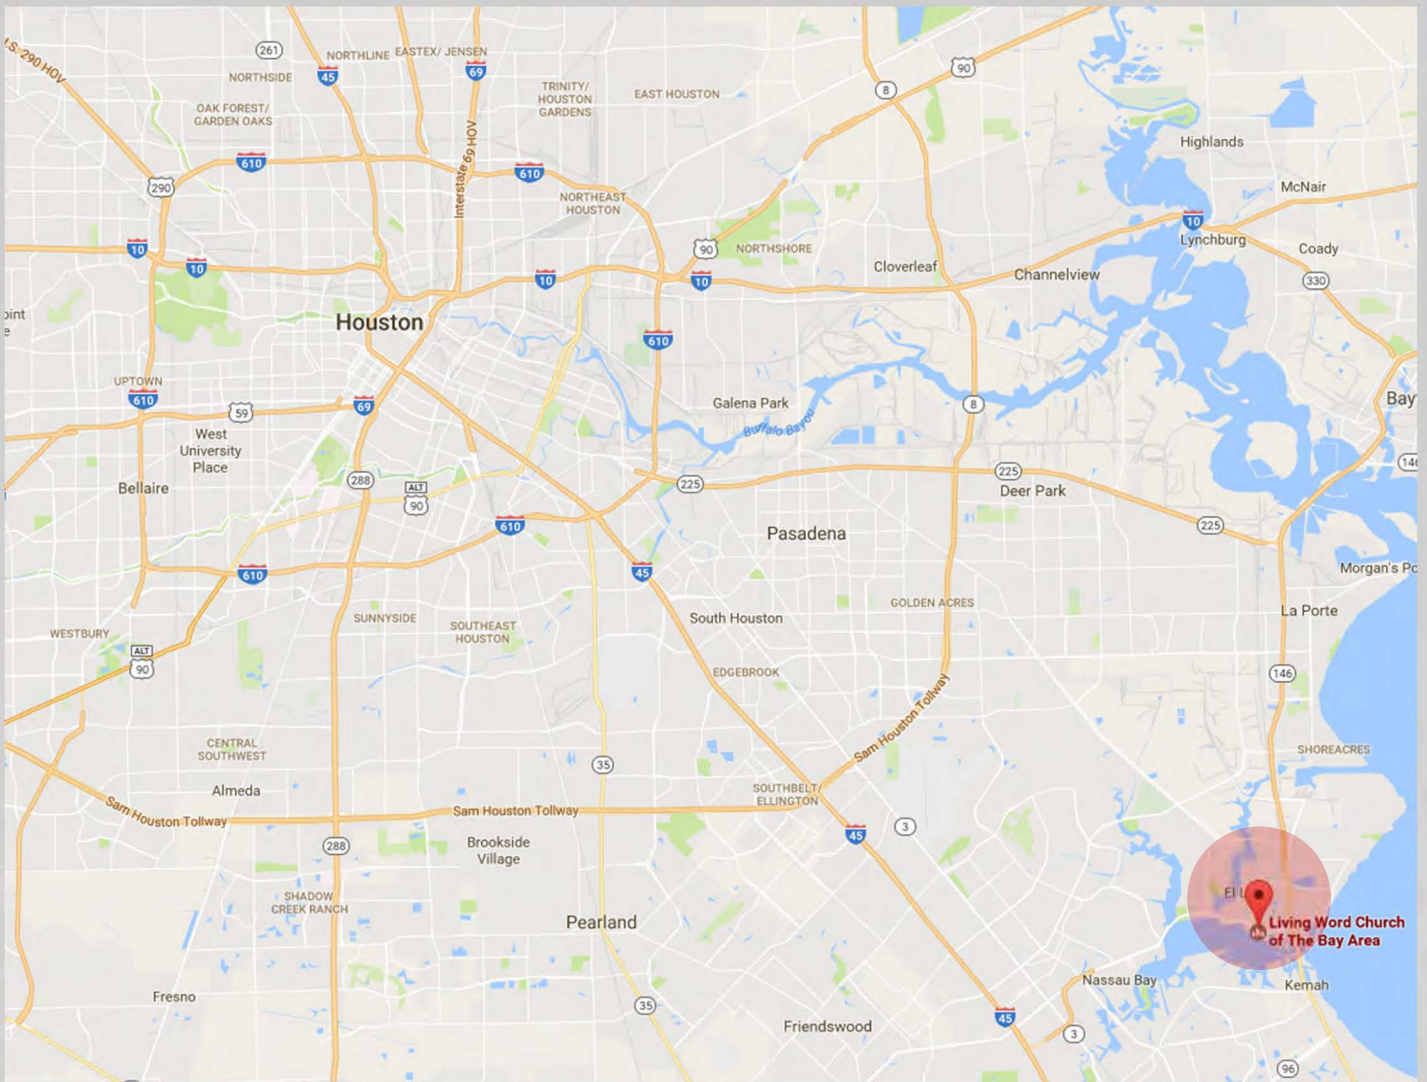 U.S. 290 HOV
261
NORTHLINE
EASTEX/ JENSEN
45
69
NORTHSIDE
TRINITY/
HOUSTON
GARDENS
EAST HOUSTON
90
8
OAK FOREST/
GARDEN OAKS
Highlands
610
Interstate 69 HOV
610
290
NORTHEAST
HOUSTON
McNair
10
10
90
NORTHSHORE
10
Lynchburg
Coady
10
10
Cloverleaf
Channelview
330
oint
e
Houston
610
UPTOWN
610
59
69
Galena Park
Buffalo Bayou
8
Bay
West
University
Place
Bellaire
288
ALT
90
225
225
Deer Park
146
610
Pasadena
225
610
45
Morgan's Po
SUNNYSIDE
SOUTHEAST
HOUSTON
South Houston
GOLDEN ACRES
La Porte
WESTBURY
ALT
90
EDGEBROOK
146
CENTRAL
SOUTHWEST
35
Sam Houston Tollway
SHOREACRES
Almeda
SOUTHBELT/
ELLINGTON
Sam Houston Tollway
Sam Houston Tollway
288
Brookside
Village
45
3
SHADOW
CREEK RANCH
Pearland
El L
Living Word Church
of The Bay Area
Fresno
35
Nassau Bay
Kemah
Friendswood
45
3
96